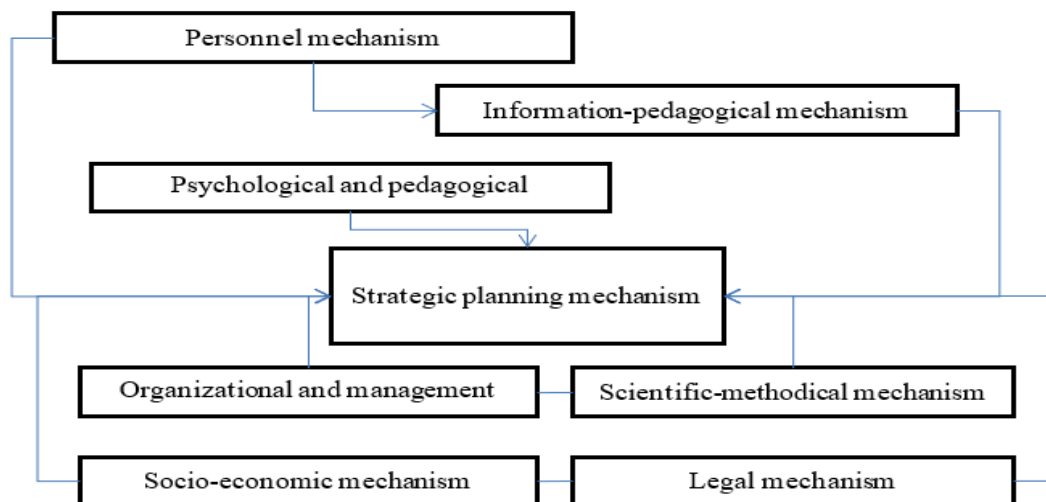 Personnel mechanism
Information-pedagogical mechanism
Psychological and pedagogical
Strategic planning mechanism
Organizational and management
Scientific-methodical mechanism
Socio-economic mechanism
Legal mechanism